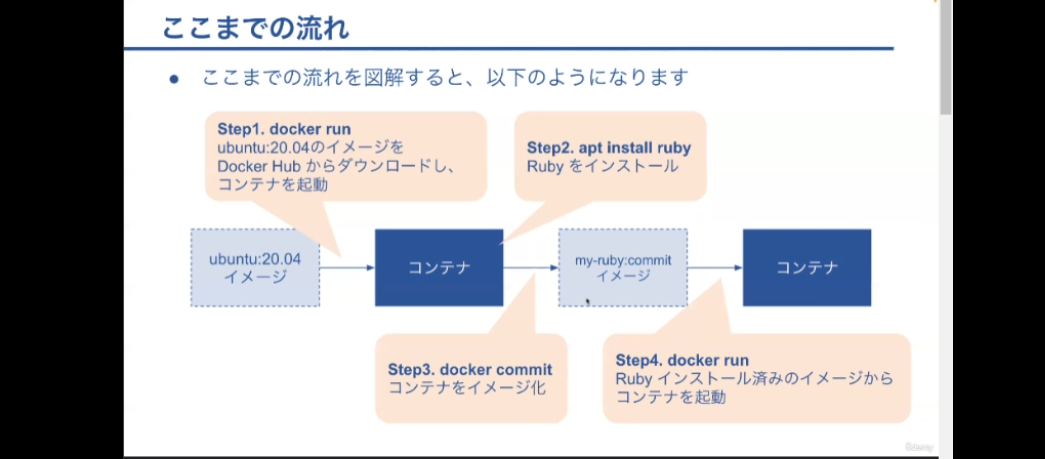 ここまでの流れ
● ここまでの流れを図解すると、以下のようになります
Step1. docker run
ubuntu:20.04のイメージを
Docker Hub からダウンロードし、
コンテナを起動
Step2. apt install ruby
Ruby をインストール
ubuntu:20.04
イメージ
コンテナ
my-ruby:commit
イメージ
コンテナ
Step3. docker commit
コンテナをイメージ化
Step4. docker run
Ruby インストール済みのイメージから
コンテナを起動
Udemy